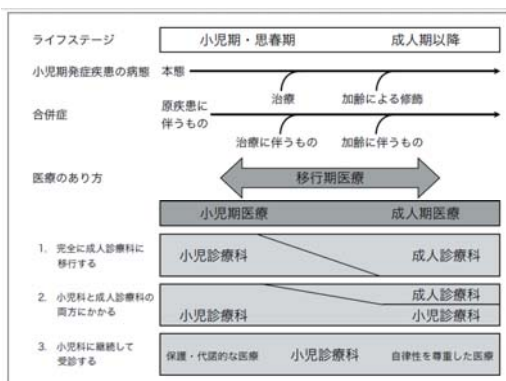 ライフステージ
小児期・思春期
成人期以降
小児期発症疾患の病態
本態
治療
加齢による修飾
合併症
原疾患に
伴うもの
治療に伴うもの
加齢に伴うもの
医療のあり方
移行期医療
小児期医療
成人期医療
1. 完全に成人診療科に
移行する
小児診療科
成人診療科
2. 小児科と成人診療科の
両方にかかる
成人診療科
小児診療科
小児診療科
3. 小児科に継続して
受診する
保護・代諾的な医療
小児診療科
自律性を尊重した医療